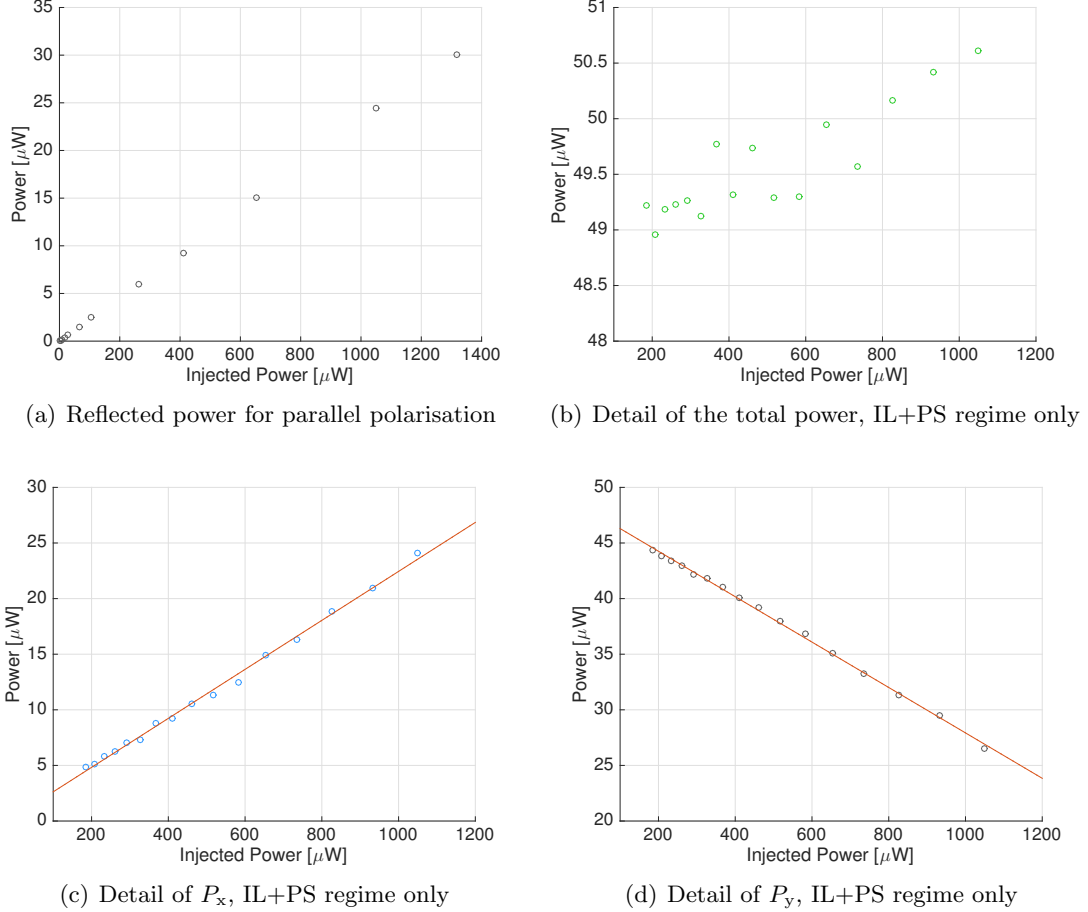 35
30
25
20
15
10
5
0
0 200 400 600 800 1000 1200 1400
Power [μW]
Injected Power [μW]
(a) Reflected power for parallel polarisation
51
50.5
50
49.5
49
48.5
48
200 400 600 800 1000 1200
Power [μW]
Injected Power [μW]
(b) Detail of the total power, IL+PS regime only
30
25
20
15
10
5
0
200 400 600 800 1000 1200
Power [μW]
Injected Power [μW]
(c) Detail of Px, IL+PS regime only
50
45
40
35
30
25
20
200 400 600 800 1000 1200
Power [μW]
Injected Power [μW]
(d) Detail of Py, IL+PS regime only